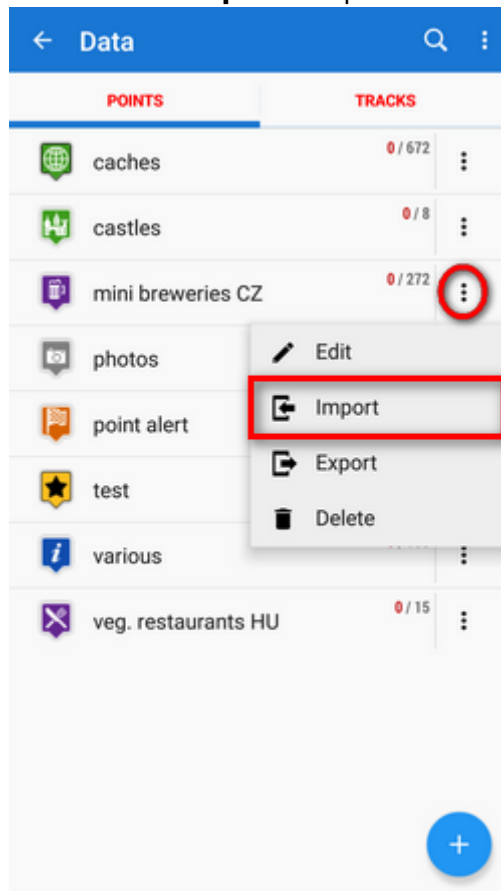 Data
POINTS TRACKS
caches 0 / 672
castles 0 / 8
mini breweries CZ 0 / 272
photos
Edit
point alert
Import
Export
test
Delete
various
veg. restaurants HU 0 / 15